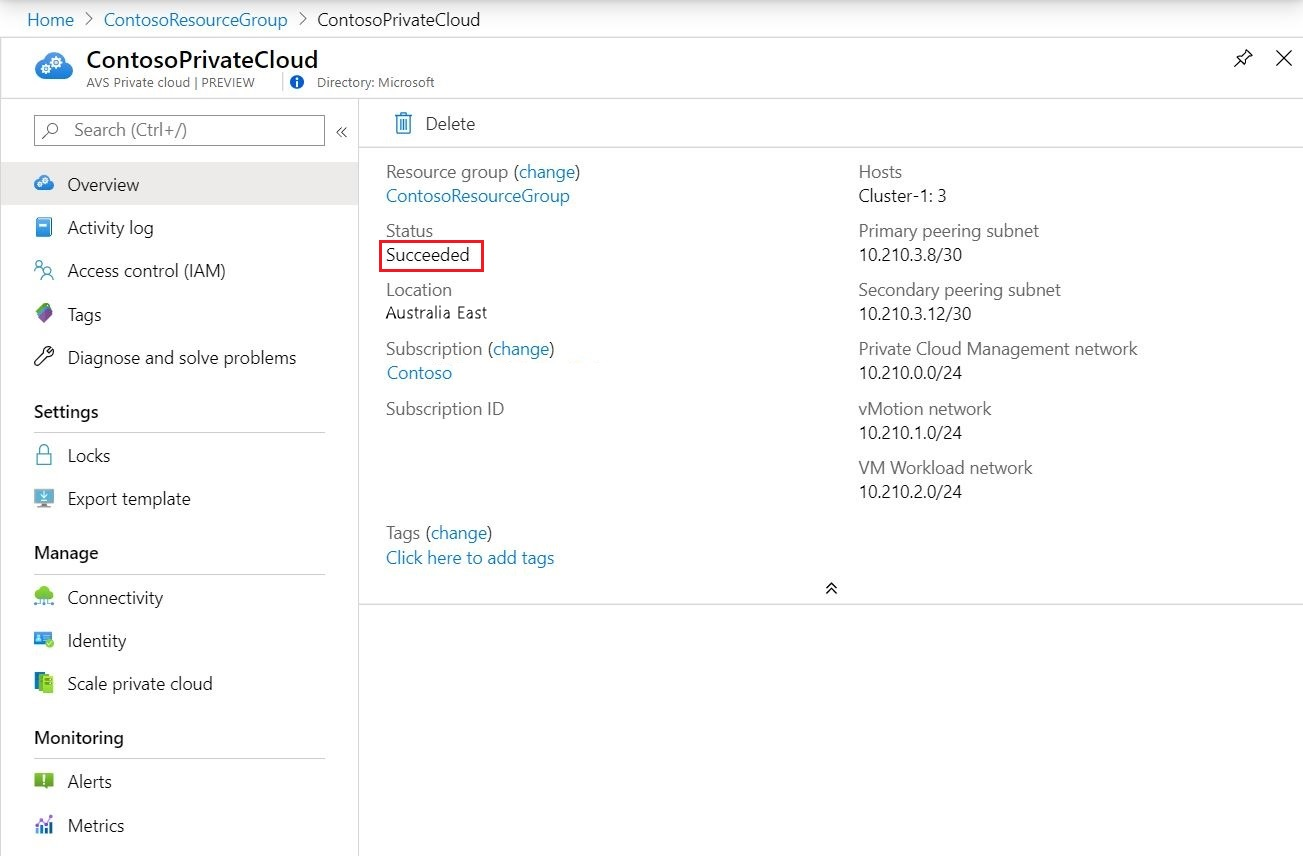 Home > ContosoResourceGroup > ContosoPrivateCloud
ContosoPrivateCloud
AVS Private cloud | PREVIEW
Directory: Microsoft
Search (Ctrl+/)
«
Overview
Activity log
Access control (IAM)
Tags
Diagnose and solve problems
Settings
Locks
Export template
Manage
Connectivity
Identity
Scale private cloud
Monitoring
Alerts
Metrics
Delete
Resource group (change)
ContosoResourceGroup
Status
Succeeded
Location
Australia East
Subscription (change)
Contoso
Subscription ID
Hosts
Cluster-1: 3
Primary peering subnet
10.210.3.8/30
Secondary peering subnet
10.210.3.12/30
Private Cloud Management network
10.210.0.0/24
vMotion network
10.210.1.0/24
VM Workload network
10.210.2.0/24
Tags (change)
Click here to add tags